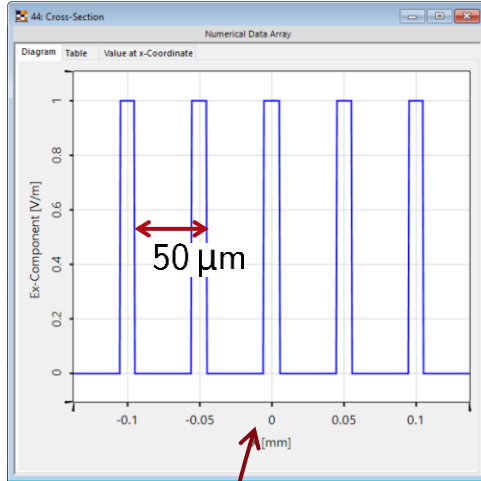 44: Cross-Section
Numerical Data Array
Diagram Table Value at x-Coordinate
Ex-Component [V/m]
1
0.8
0.6
0.4
0.2
0
50 μm
-0.1 -0.05 0 0.05 0.1
[mm]